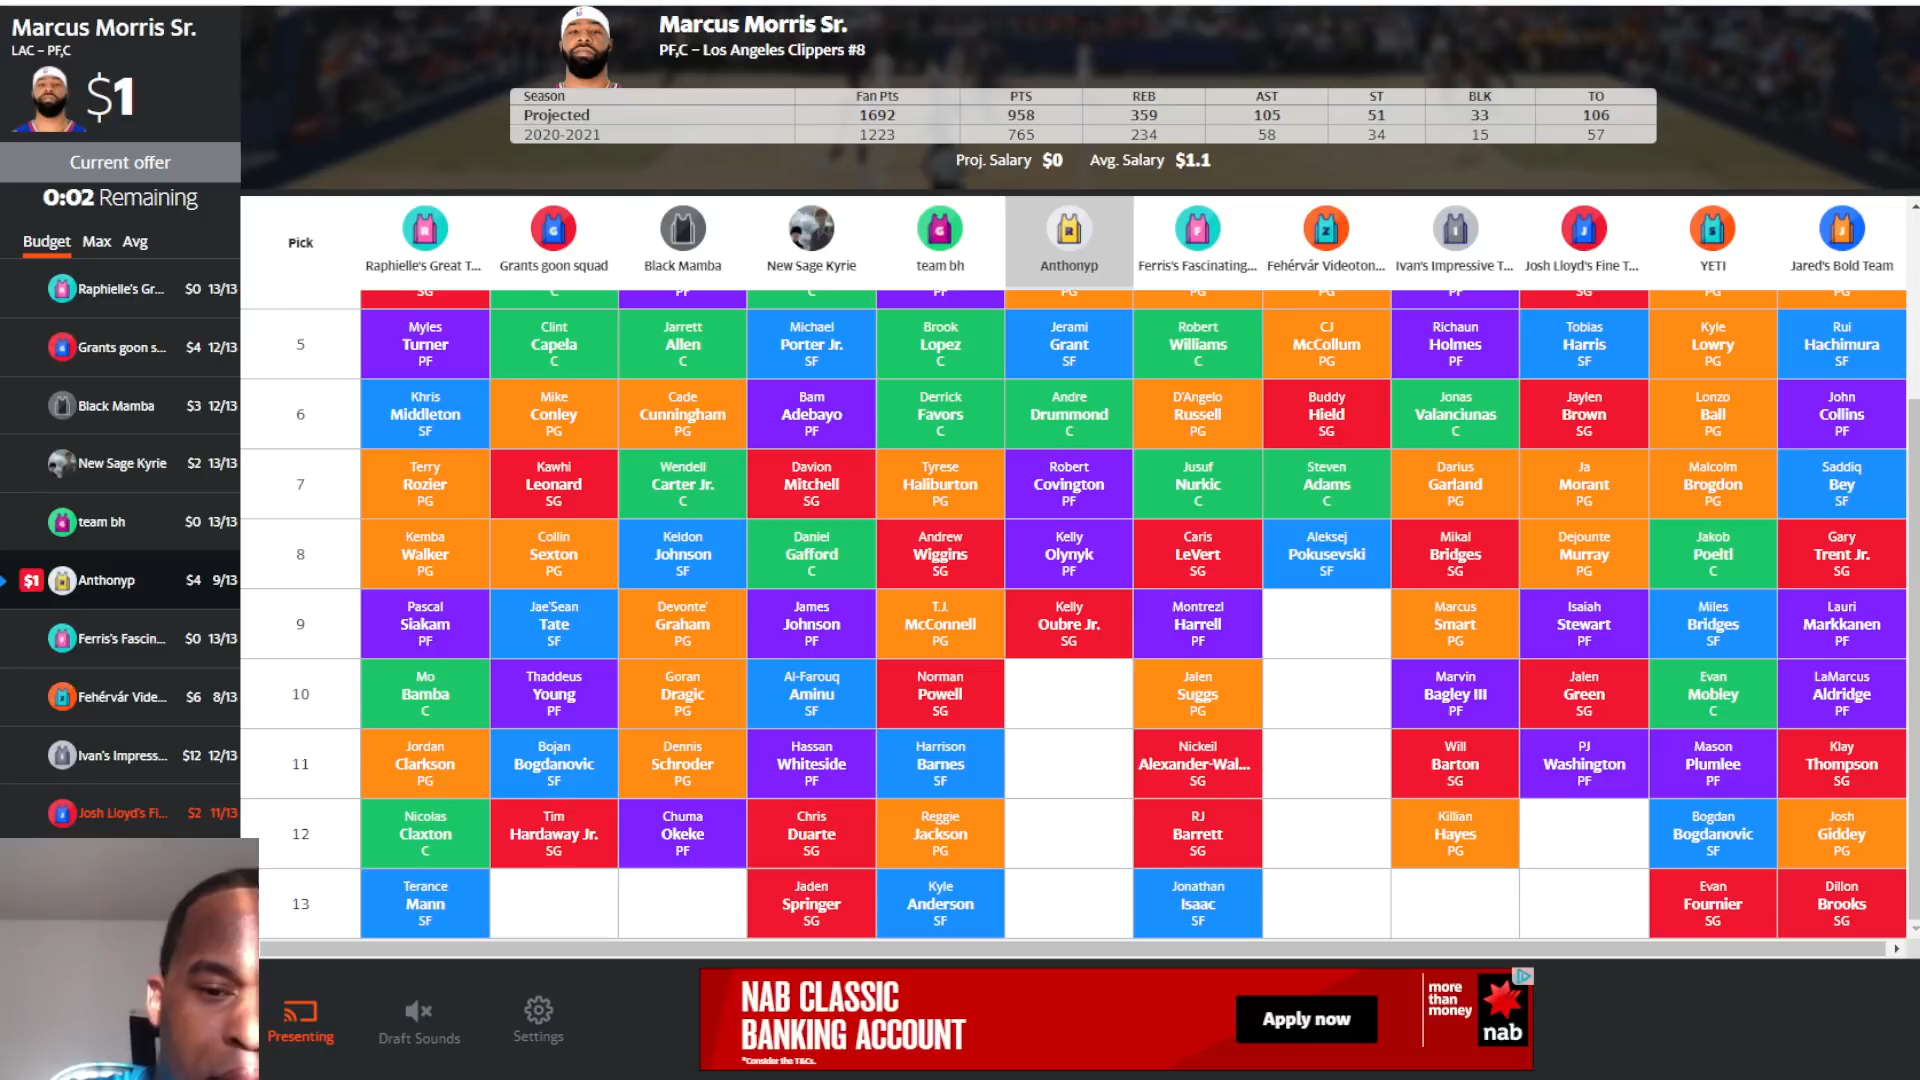 Marcus Morris Sr.
LAC – PF,C
$1
Current offer
0:02 Remaining
Budget Max Avg
Raphielle's Gr... $0 13/13
Grants goon s... $4 12/13
Black Mamba $3 12/13
New Sage Kyrie $2 13/13
team bh $0 13/13
$1 Anthonyp $4 9/13
Ferris's Fascin... $0 13/13
Fehérvár Vide... $6 8/13
Ivan's Impress... $12 12/13
Josh Lloyd's Fi... $2 11/13
Marcus Morris Sr.
PF,C – Los Angeles Clippers #8
Season Fan Pts PTS REB AST ST BLK TO
Projected 1692 958 359 105 51 33 106
2020-2021 1223 765 234 58 34 15 57
Proj. Salary $0 Avg. Salary $1.1
Pick Raphielle's Great T... Grants goon squad Black Mamba New Sage Kyrie team bh Anthonyp Ferris's Fascinating... Fehérvár Videoton... Ivan's Impressive T... Josh Lloyd's Fine T... YETI Jared's Bold Team
SG C PF C PF PG PG PG PF SG PG PG
Myles Clint Jarrett Michael Brook Jerami Robert CJ Richaun Tobias Kyle Rui
5 Turner Capela Allen Porter Jr. Lopez Grant Williams McCollum Holmes Harris Lowry Hachimura
PF C C SF C SF C PG PF SF PG SF
Khris Mike Cade Bam Derrick Andre D'Angelo Buddy Jonas Jaylen Lonzo John
6 Middleton Conley Cunningham Adebayo Favors Drummond Russell Hield Valanciunas Brown Ball Collins
SF PG PG PF C C PG SG C SG PG PF
Terry Kawhi Wendell Davion Tyrese Robert Jusuf Steven Darius Ja Malcolm Saddiq
7 Rozier Leonard Carter Jr. Mitchell Haliburton Covington Nurkic Adams Garland Morant Brogdon Bey
PG SG C SG PG PF C C PG PG PG SF
Kemba Collin Keldon Daniel Andrew Kelly Caris Aleksej Mikal Dejounte Jakob Gary
8 Walker Sexton Johnson Gafford Wiggins Olynyk LeVert Pokusevski Bridges Murray Poeltl Trent Jr.
PG PG SF C SG PF SG SF SG PG C SG
Pascal Jae'Sean Devonte' James T.J. Kelly Montrezl Marcus Isaiah Miles Lauri
9 Siakam Tate Graham Johnson McConnell Oubre Jr. Harrell Smart Stewart Bridges Markkanen
PF SF PG PF PG SG PF PG PF SF PF
Mo Thaddeus Goran Al-Farouq Norman Jalen Marvin Jalen Evan LaMarcus
10 Bamba Young Dragic Aminu Powell Suggs Bagley III Green Mobley Aldridge
C PF PG SF SG PG PF SG C PF
Jordan Bojan Dennis Hassan Harrison Nickeil Will PJ Mason Klay
11 Clarkson Bogdanovic Schroder Whiteside Barnes Alexander-Wal... Barton Washington Plumlee Thompson
PG SF PG PF SF SG SG PF PF SG
Nicolas Tim Chuma Chris Reggie RJ Killian Bogdan Josh
12 Claxton Hardaway Jr. Okeke Duarte Jackson Barrett Hayes Bogdanovic Giddey
C SG PF SG PG SG PG SF PG
Terance Jaden Kyle Jonathan Evan Dillon
13 Mann Springer Anderson Isaac Fournier Brooks
SF SG SF SF SG SG
Presenting Draft Sounds Settings
NAB CLASSIC
BANKING ACCOUNT
*Consider the T&Cs.
Apply now
more
than
money
nab